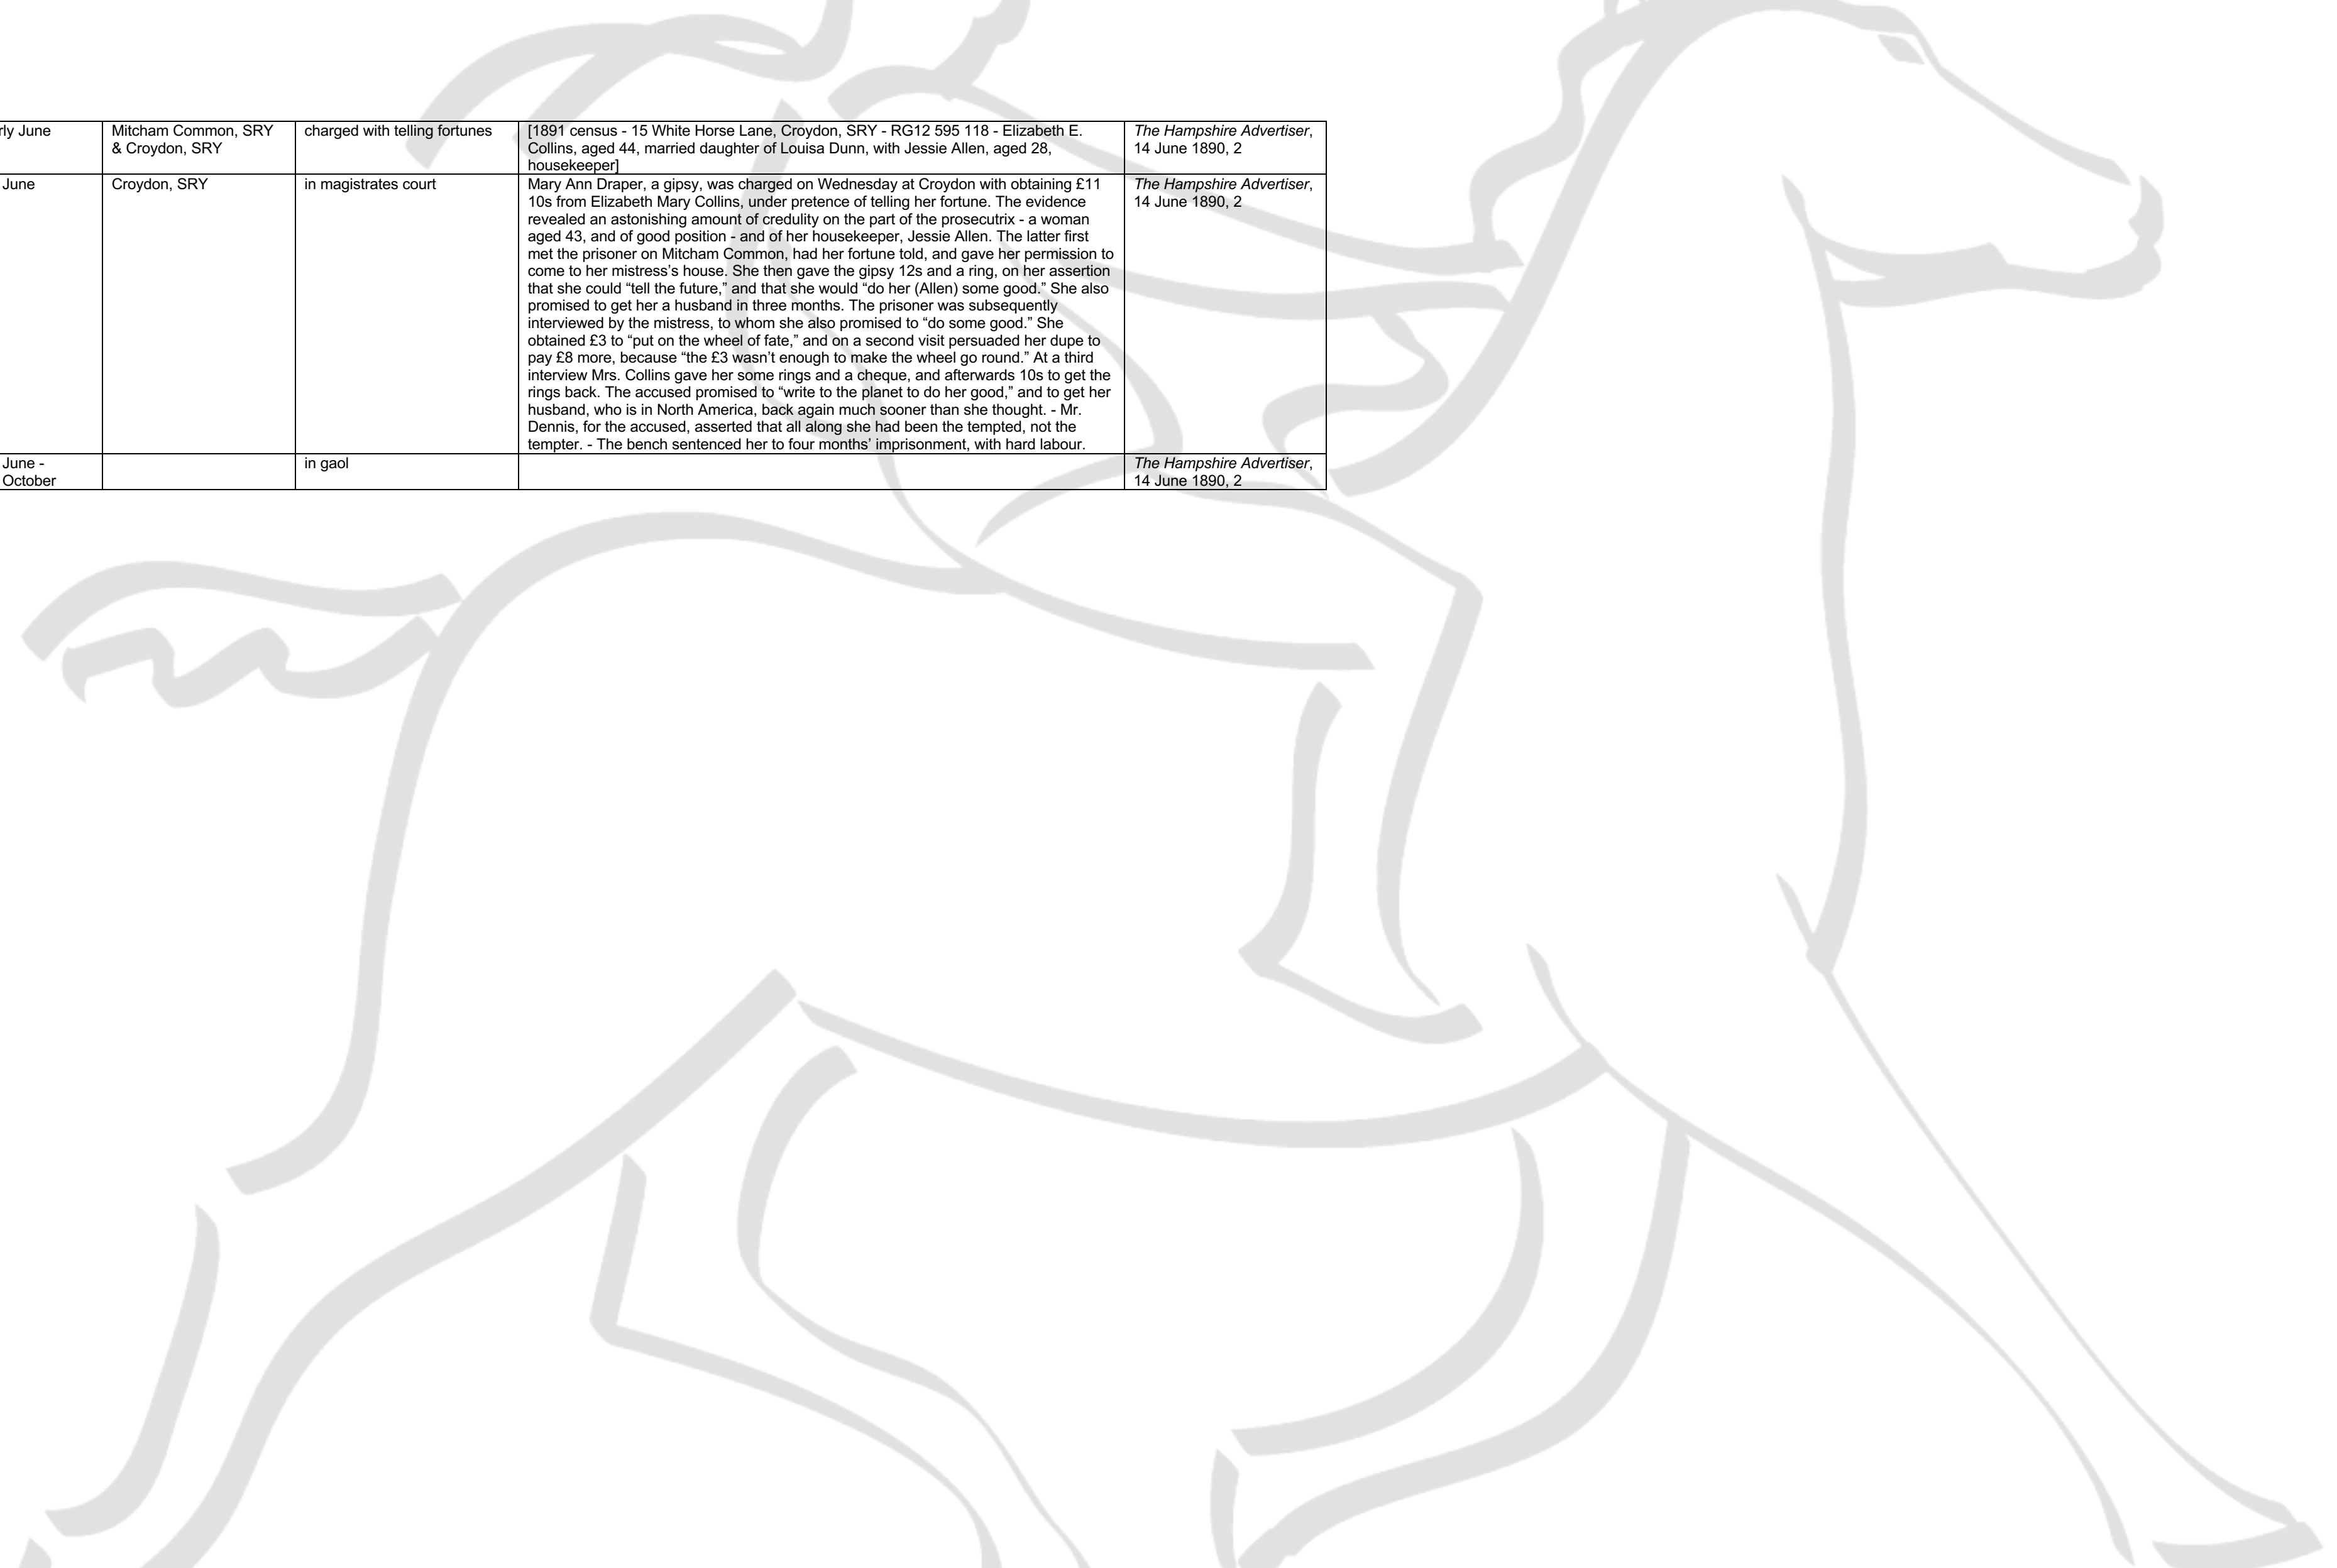 rly June
Mitcham Common, SRY
& Croydon, SRY
charged with telling fortunes
[1891 census - 15 White Horse Lane, Croydon, SRY - RG12 595 118 - Elizabeth E.
Collins, aged 44, married daughter of Louisa Dunn, with Jessie Allen, aged 28,
housekeeper]
The Hampshire Advertiser,
14 June 1890, 2
June
Croydon, SRY
in magistrates court
Mary Ann Draper, a gipsy, was charged on Wednesday at Croydon with obtaining £11
10s from Elizabeth Mary Collins, under pretence of telling her fortune. The evidence
revealed an astonishing amount of credulity on the part of the prosecutrix - a woman
aged 43, and of good position - and of her housekeeper, Jessie Allen. The latter first
met the prisoner on Mitcham Common, had her fortune told, and gave her permission to
come to her mistress’s house. She then gave the gipsy 12s and a ring, on her assertion
that she could “tell the future,” and that she would “do her (Allen) some good.” She also
promised to get her a husband in three months. The prisoner was subsequently
interviewed by the mistress, to whom she also promised to “do some good.” She
obtained £3 to “put on the wheel of fate,” and on a second visit persuaded her dupe to
pay £8 more, because “the £3 wasn’t enough to make the wheel go round.” At a third
interview Mrs. Collins gave her some rings and a cheque, and afterwards 10s to get the
rings back. The accused promised to “write to the planet to do her good,” and to get her
husband, who is in North America, back again much sooner than she thought. - Mr.
Dennis, for the accused, asserted that all along she had been the tempted, not the
tempter. - The bench sentenced her to four months’ imprisonment, with hard labour.
The Hampshire Advertiser,
14 June 1890, 2
June -
October
in gaol
The Hampshire Advertiser,
14 June 1890, 2